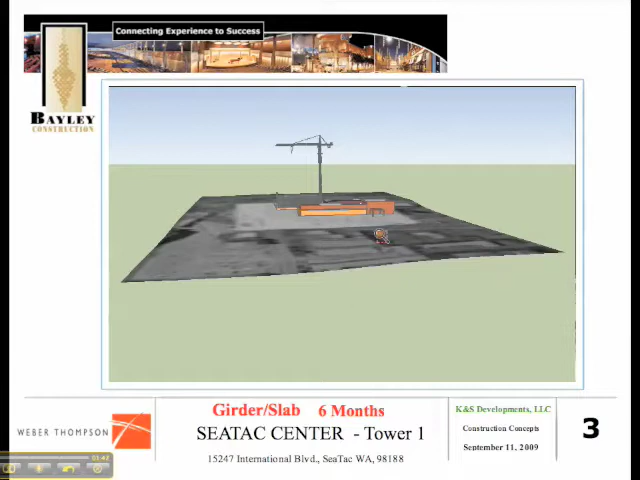 Connecting Experience to Success
BAYLEY
CONSTRUCTION
Girder/Slab 6 Months
SEATAC CENTER - Tower 1
15247 International Blvd., SeaTac WA, 98188
WEBER THOMPSON
K&S Developments, LLC
Construction Concepts
September 11, 2009
3